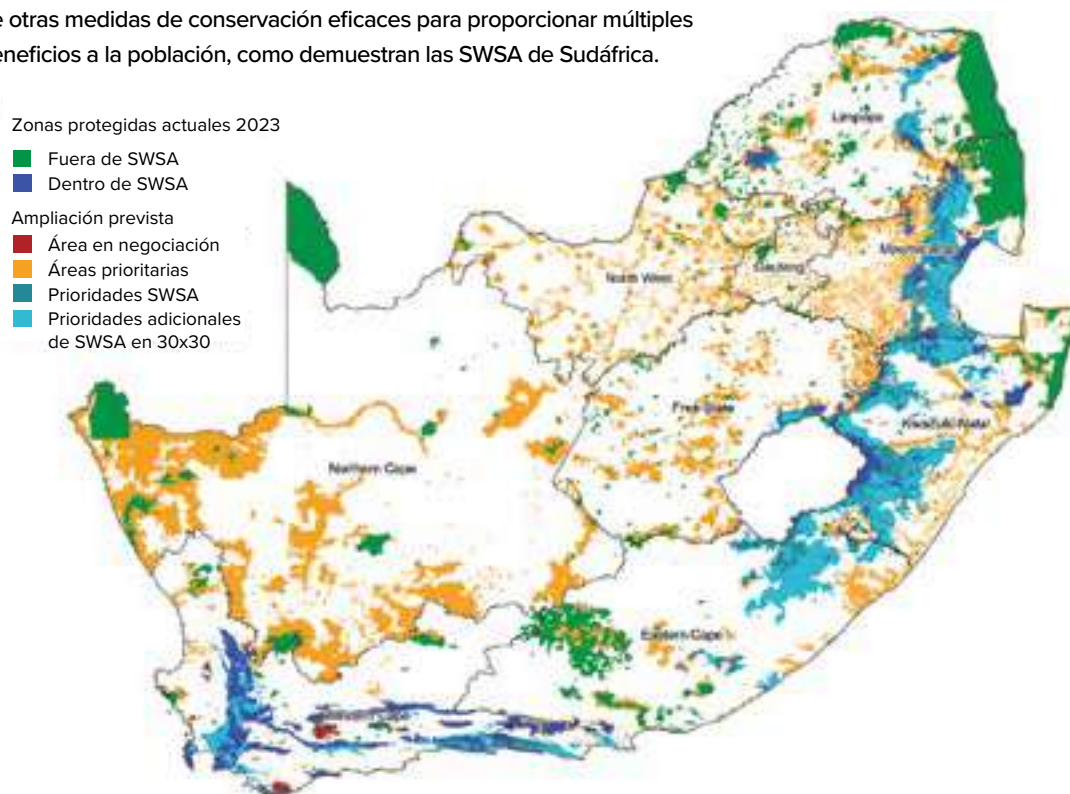 e otras medidas de conservación eficaces para proporcionar múltiples
eneficios a la población, como demuestran las SWSA de Sudáfrica.
Zonas protegidas actuales 2023
Fuera de SWSA
Dentro de SWSA
Ampliación prevista
Área en negociación
Áreas prioritarias
Prioridades SWSA
Prioridades adicionales
de SWSA en 30x30
Limpopo
North West
Gauteng
Mpumalanga
Free State
KwaZulu-Natal
Northern Cape
Eastern Cape
Western Cape